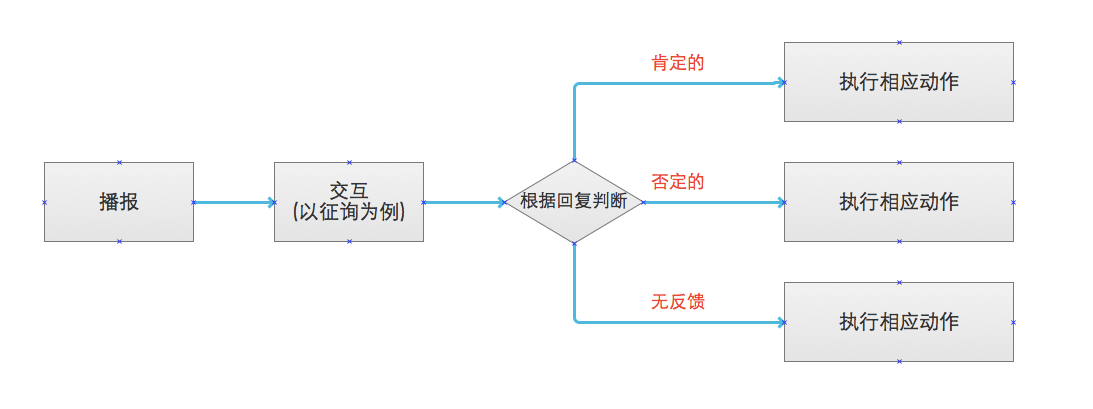 播报
交互
(以征询为例)
根据回复判断
肯定的
执行相应动作
否定的
执行相应动作
无反馈
执行相应动作